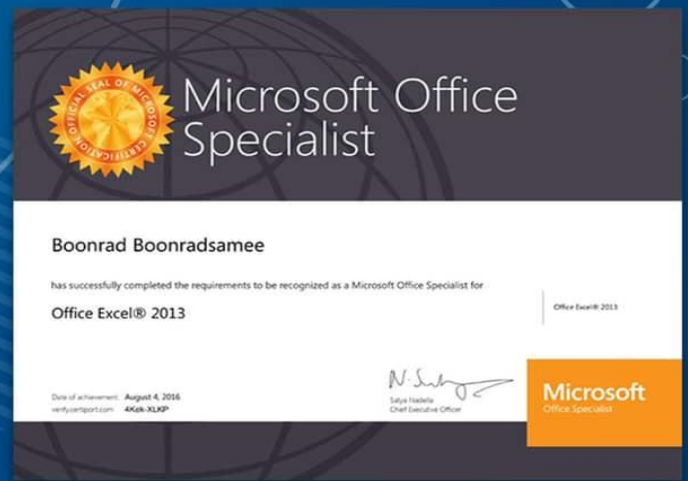 OFFICIAL SEAL OF MICROSOFT CERTIFICATION
Microsoft Office
Specialist
Boonrad Boonradsamee
has successfully completed the requirements to be recognized as a Microsoft Office Specialist for
Office Excel® 2013
Office Excel® 2013
Date of achievement: August 4, 2016
verify.certiport.com 4Kek-XLKP
Satya Nadella
Chief Executive Officer
Microsoft
Office Specialist